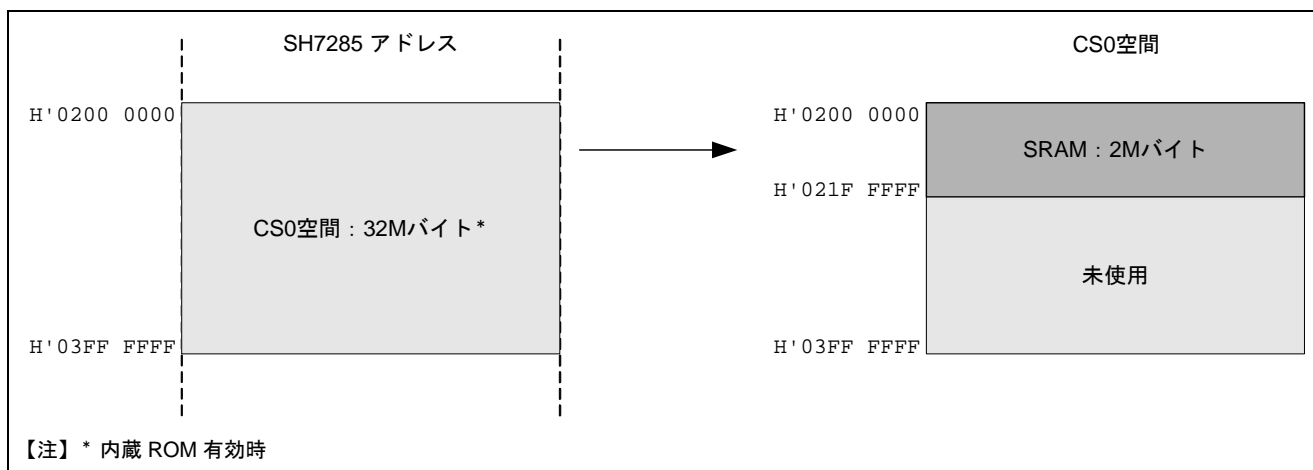 SH7285 アドレス
H'0200 0000
CS0空間：32Mバイト*
H'03FF FFFF
CS0空間
H'0200 0000
SRAM：2Mバイト
H'021F FFFF
未使用
H'03FF FFFF
【注】* 内蔵 ROM 有効時